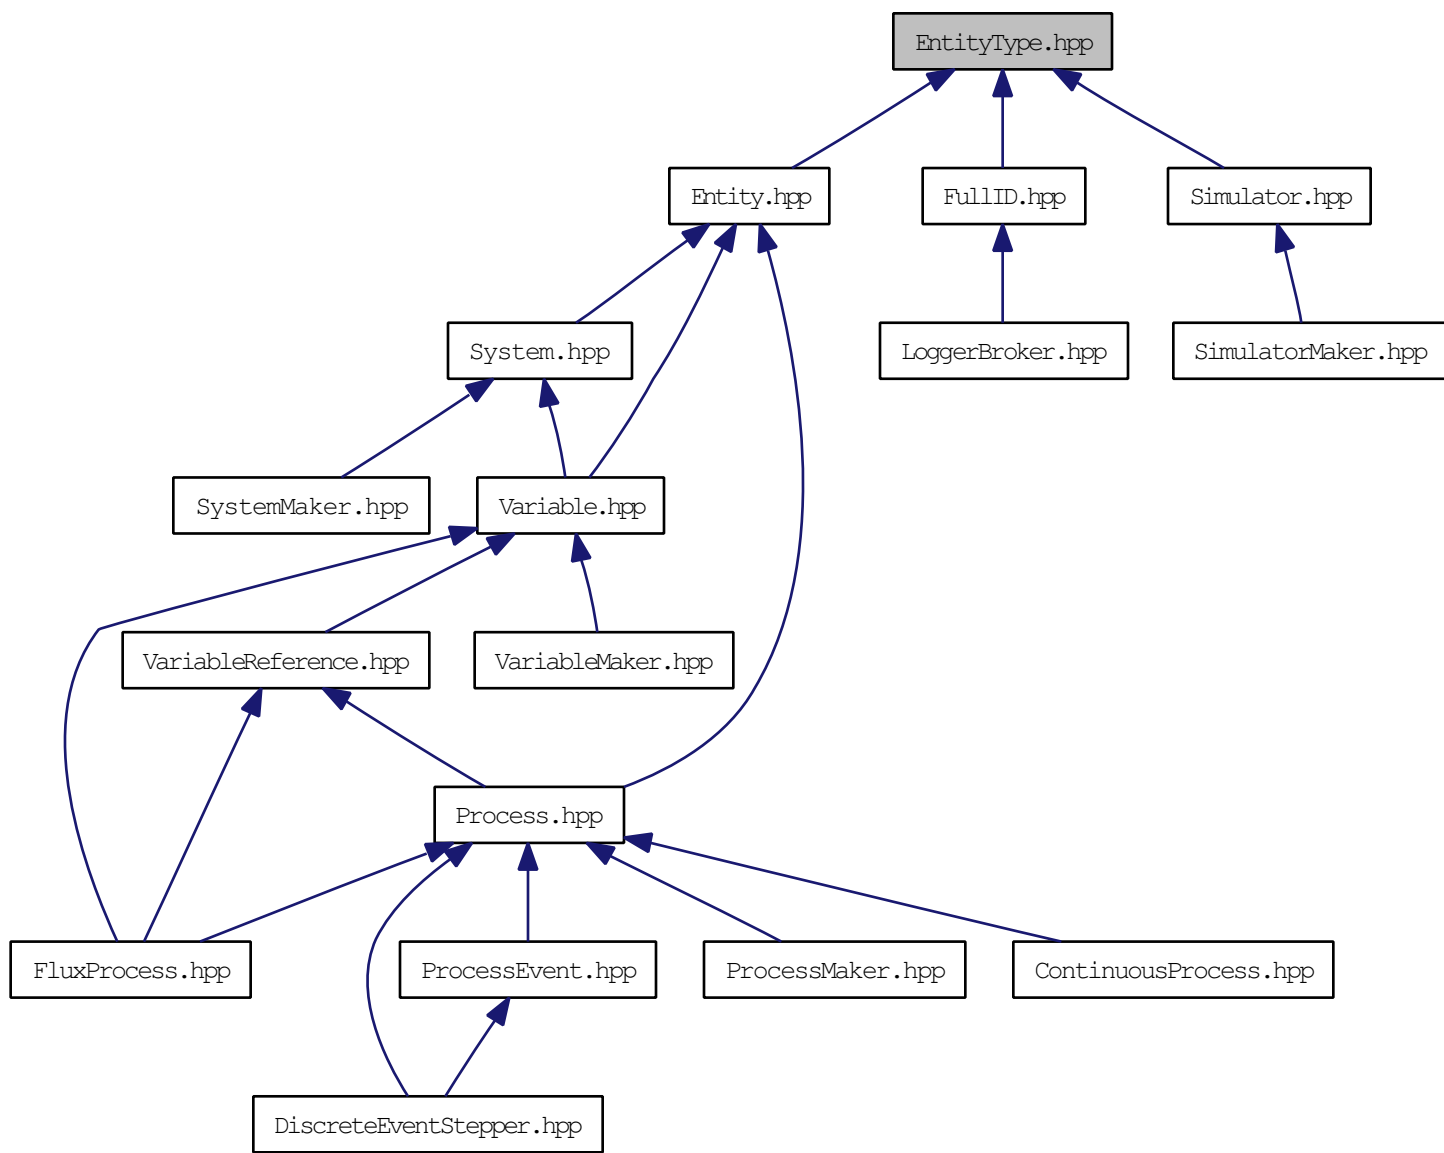 EntityType.hpp
Entity.hpp
FullID.hpp
Simulator.hpp
System.hpp
LoggerBroker.hpp
SimulatorMaker.hpp
SystemMaker.hpp
Variable.hpp
VariableReference.hpp
VariableMaker.hpp
Process.hpp
FluxProcess.hpp
ProcessEvent.hpp
ProcessMaker.hpp
ContinuousProcess.hpp
DiscreteEventStepper.hpp